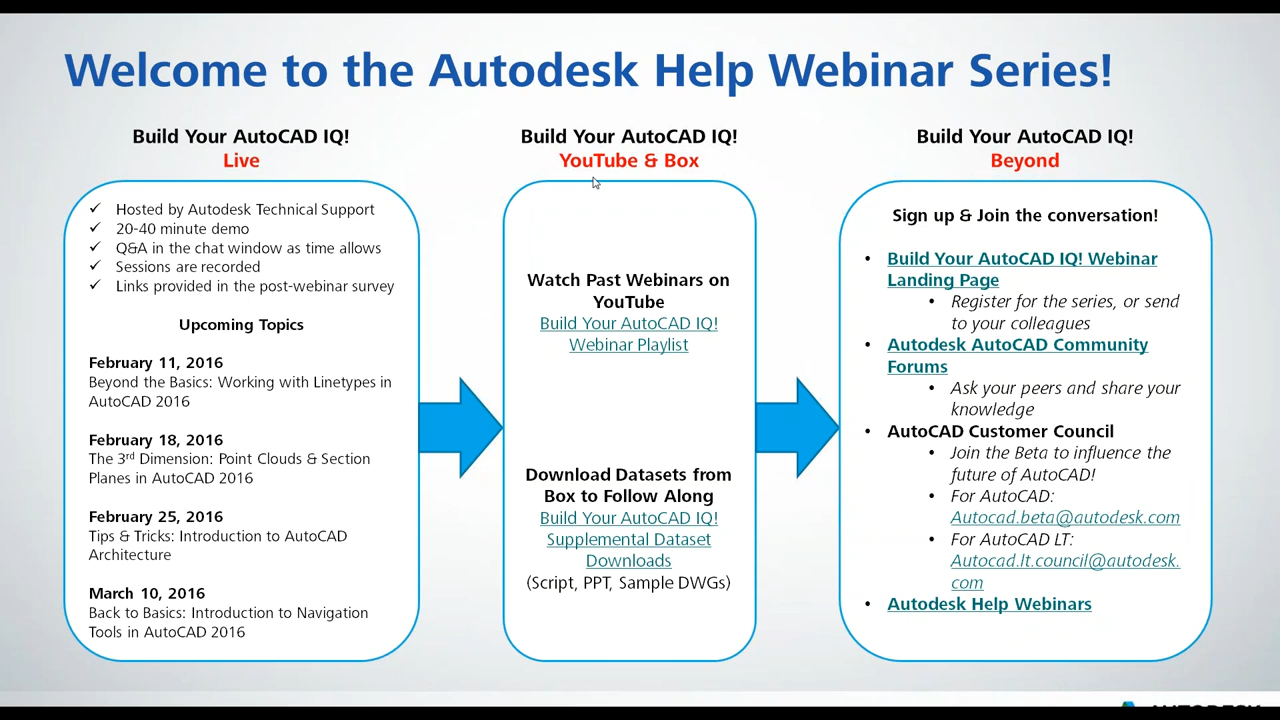 Welcome to the Autodesk Help Webinar Series!
Build Your AutoCAD IQ!
Live
✓ Hosted by Autodesk Technical Support
✓ 20-40 minute demo
✓ Q&A in the chat window as time allows
✓ Sessions are recorded
✓ Links provided in the post-webinar survey
Upcoming Topics
February 11, 2016
Beyond the Basics: Working with Linetypes in
AutoCAD 2016
February 18, 2016
The 3rd Dimension: Point Clouds & Section
Planes in AutoCAD 2016
February 25, 2016
Tips & Tricks: Introduction to AutoCAD
Architecture
March 10, 2016
Back to Basics: Introduction to Navigation
Tools in AutoCAD 2016
Build Your AutoCAD IQ!
YouTube & Box
Watch Past Webinars on
YouTube
Build Your AutoCAD IQ!
Webinar Playlist
Download Datasets from
Box to Follow Along
Build Your AutoCAD IQ!
Supplemental Dataset
Downloads
(Script, PPT, Sample DWGs)
Build Your AutoCAD IQ!
Beyond
Sign up & Join the conversation!
• Build Your AutoCAD IQ! Webinar
Landing Page
• Register for the series, or send
to your colleagues
• Autodesk AutoCAD Community
Forums
• Ask your peers and share your
knowledge
• AutoCAD Customer Council
• Join the Beta to influence the
future of AutoCAD!
• For AutoCAD:
Autocad.beta@autodesk.com
• For AutoCAD LT:
Autocad.lt.council@autodesk.
com
• Autodesk Help Webinars
AUTODESK